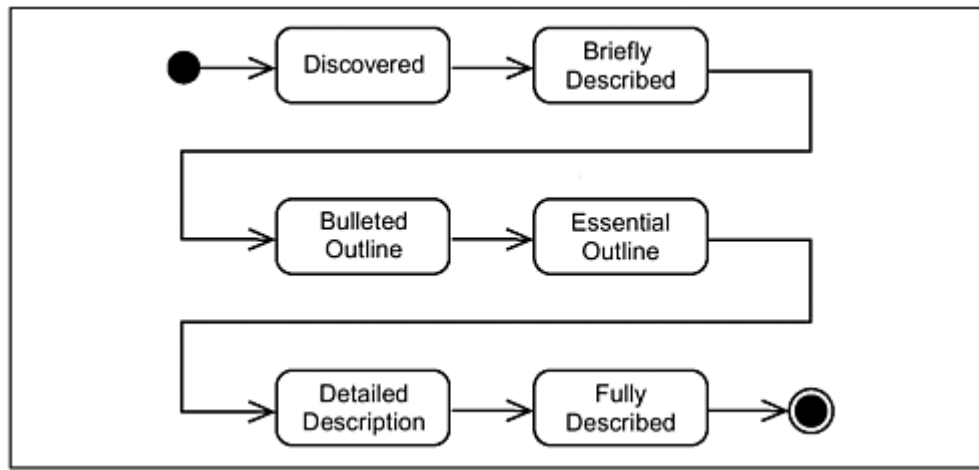 Discovered
Briefly
Described
Bulleted
Outline
Essential
Outline
Detailed
Description
Fully
Described